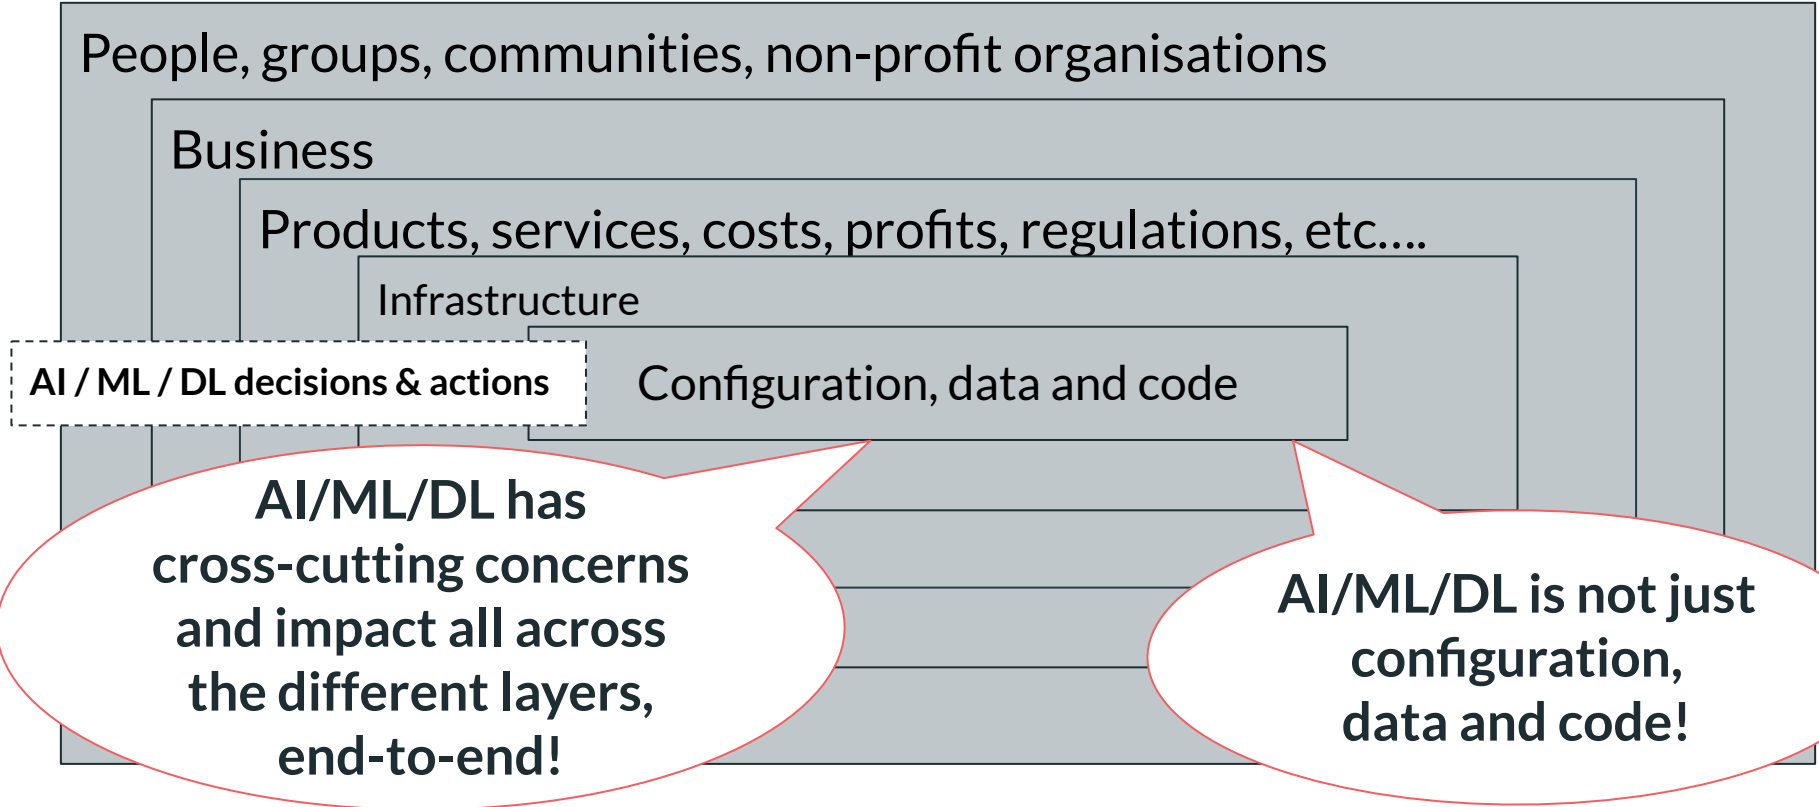 People, groups, communities, non-profit organisations
Business
Products, services, costs, profits, regulations, etc....
Infrastructure
AI / ML / DL decisions & actions
Configuration, data and code
AI/ML/DL has
cross-cutting concerns
and impact all across
the different layers,
end-to-end!
AI/ML/DL is not just
configuration,
data and code!